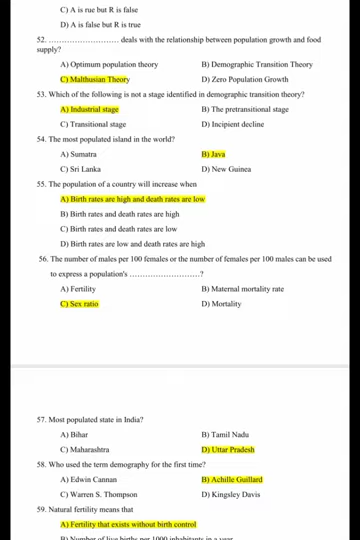 C) A is rue but R is false
D) A is false but R is true
52. ............................ deals with the relationship between population growth and food
supply?
A) Optimum population theory B) Demographic Transition Theory
C) Malthusian Theory D) Zero Population Growth
53. Which of the following is not a stage identified in demographic transition theory?
A) Industrial stage B) The pretransitional stage
C) Transitional stage D) Incipient decline
54. The most populated island in the world?
A) Sumatra B) Java
C) Sri Lanka D) New Guinea
55. The population of a country will increase when
A) Birth rates are high and death rates are low
B) Birth rates and death rates are high
C) Birth rates and death rates are low
D) Birth rates are low and death rates are high
56. The number of males per 100 females or the number of females per 100 males can be used
to express a population's ............................?
A) Fertility B) Maternal mortality rate
C) Sex ratio D) Mortality
57. Most populated state in India?
A) Bihar B) Tamil Nadu
C) Maharashtra D) Uttar Pradesh
58. Who used the term demography for the first time?
A) Edwin Cannan B) Achille Guillard
C) Warren S. Thompson D) Kingsley Davis
59. Natural fertility means that
A) Fertility that exists without birth control
B) Number of live births per 1000 inhabitants in a year